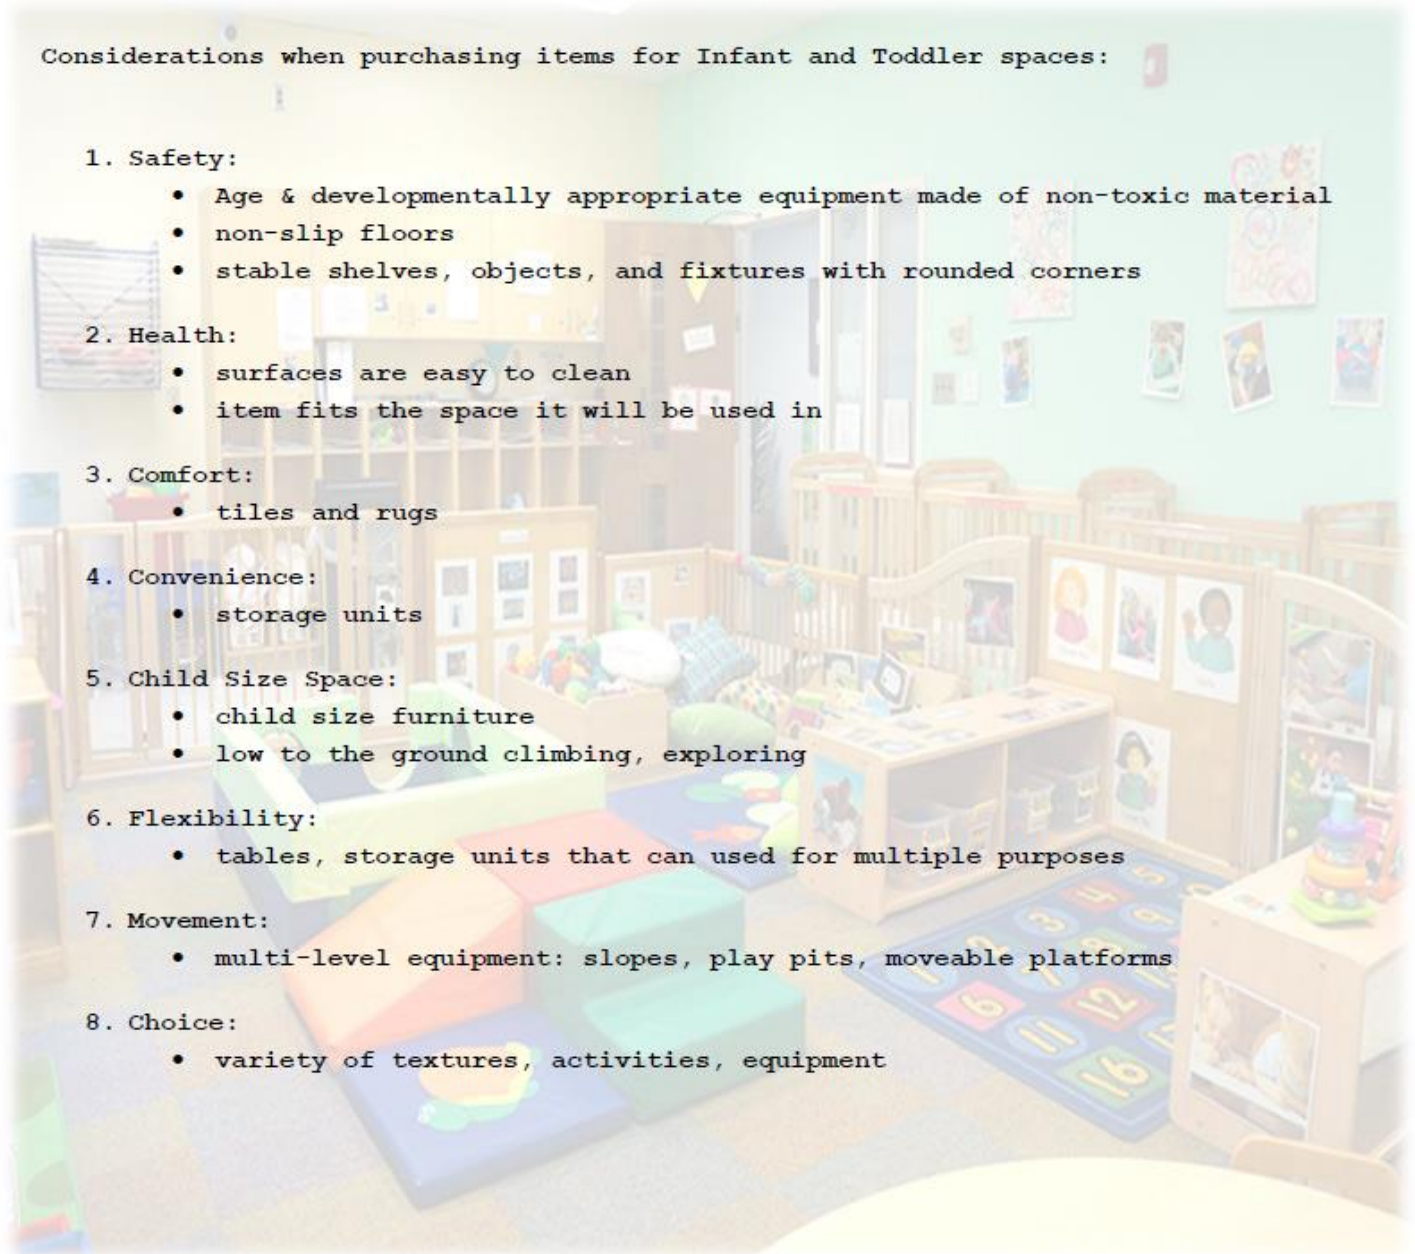 Considerations when purchasing items for Infant and Toddler spaces:
1. Safety:
• Age & developmentally appropriate equipment made of non-toxic material
• non-slip floors
• stable shelves, objects, and fixtures with rounded corners
2. Health:
• surfaces are easy to clean
• item fits the space it will be used in
3. Comfort:
• tiles and rugs
4. Convenience:
• storage units
5. Child Size Space:
• child size furniture
• low to the ground climbing, exploring
6. Flexibility:
• tables, storage units that can used for multiple purposes
7. Movement:
• multi-level equipment: slopes, play pits, moveable platforms
8. Choice:
• variety of textures, activities, equipment
6
12
11
16